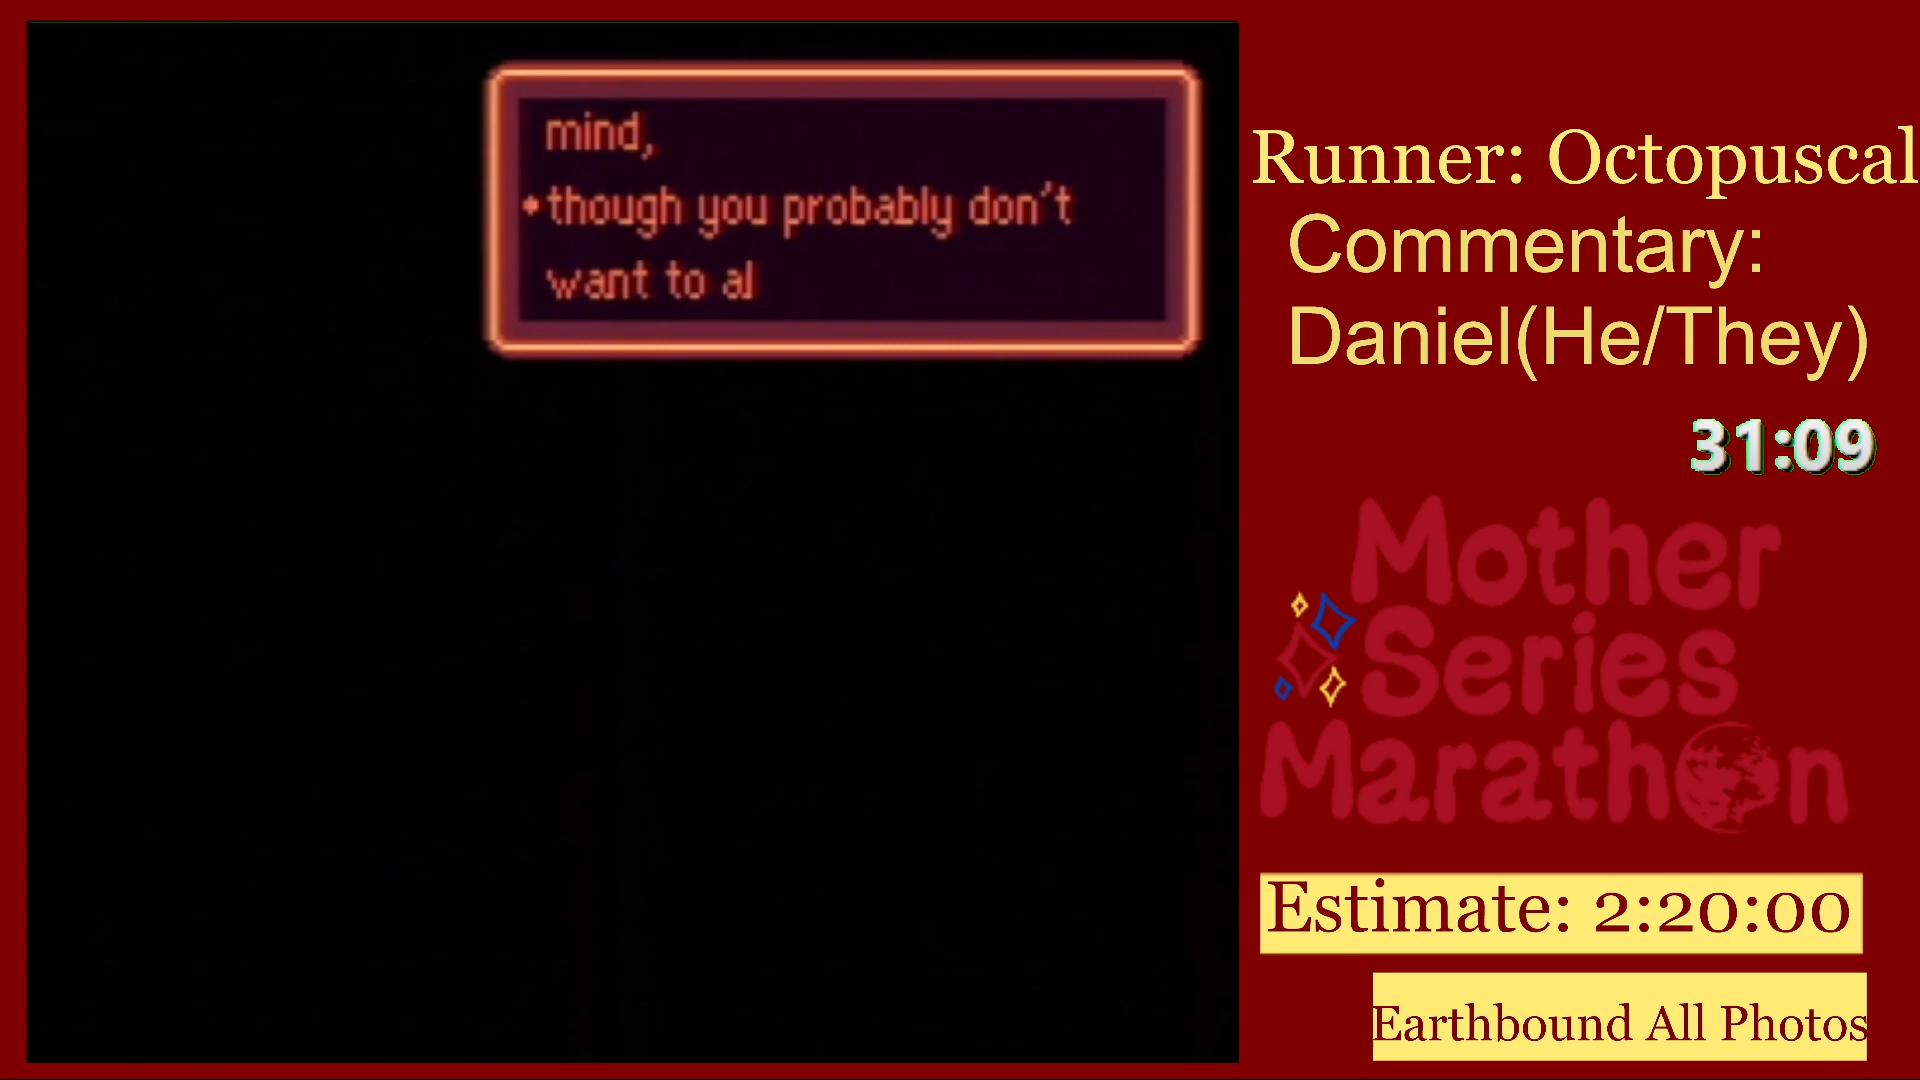 mind,
•though you probably don't
want to al
Runner: Octopuscal
Commentary:
Daniel(He/They)
31:09
Mother
Series
Marathon
Estimate: 2:20:00
Earthbound All Photos